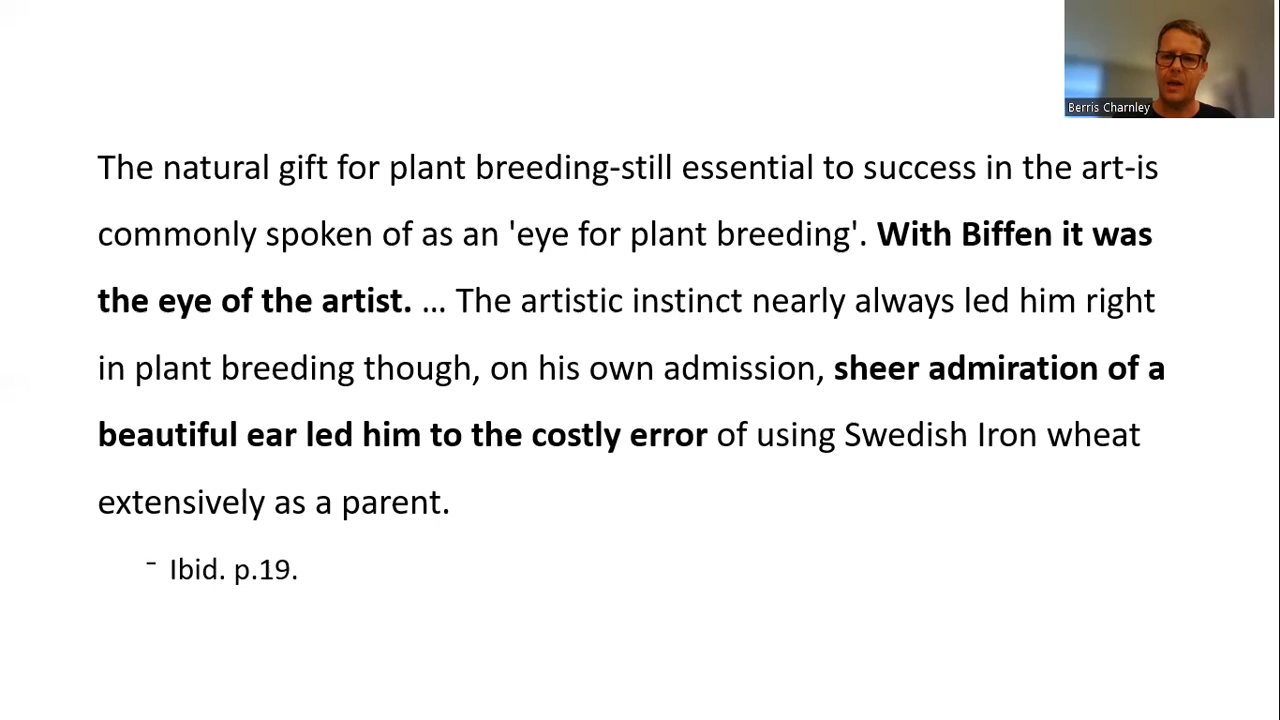 Berris Charnley
The natural gift for plant breeding-still essential to success in the art-is
commonly spoken of as an 'eye for plant breeding'. With Biffen it was
the eye of the artist. … The artistic instinct nearly always led him right
in plant breeding though, on his own admission, sheer admiration of a
beautiful ear led him to the costly error of using Swedish Iron wheat
extensively as a parent.
⁻ Ibid. p.19.